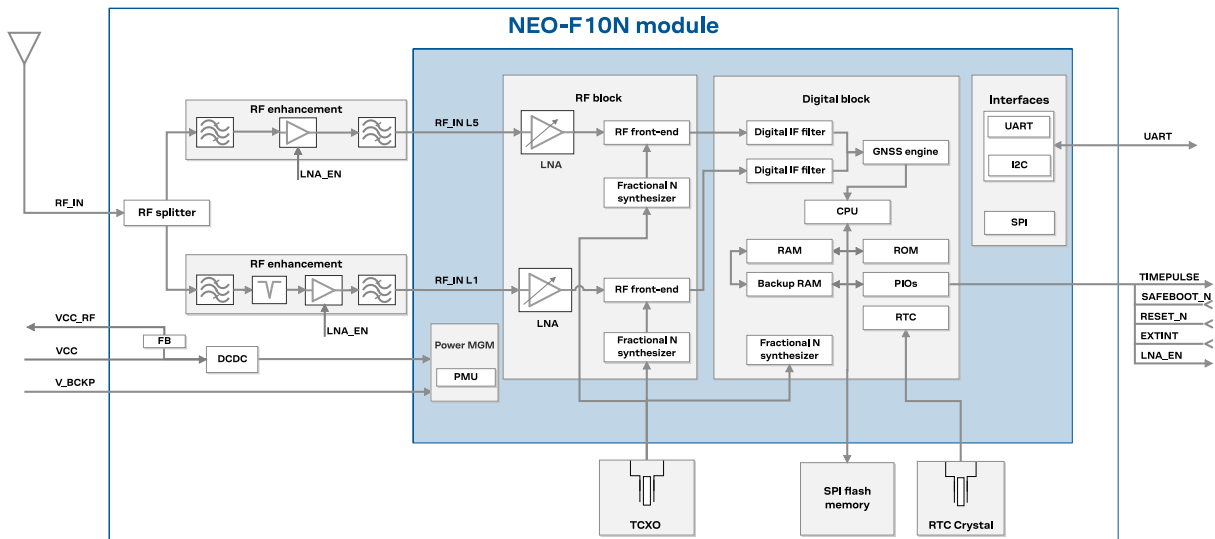 NEO-F10N module
RF enhancement
LNA_EN
RF_IN
RF splitter
RF enhancement
LNA_EN
VCC_RF
FB
VCC
DCDC
V_BCKP
RF_IN L5
RF_IN L1
Power MGM
PMU
RF block
LNA
RF front-end
Fractional N
synthesizer
LNA
RF front-end
Fractional N
synthesizer
Digital block
Digital IF filter
Digital IF filter
GNSS engine
CPU
RAM
ROM
Backup RAM
PIOs
RTC
Fractional N
synthesizer
Interfaces
UART
I2C
SPI
UART
TIMEPULSE
SAFEBOOT_N
RESET_N
EXTINT
LNA_EN
TCXO
SPI flash
memory
RTC Crystal